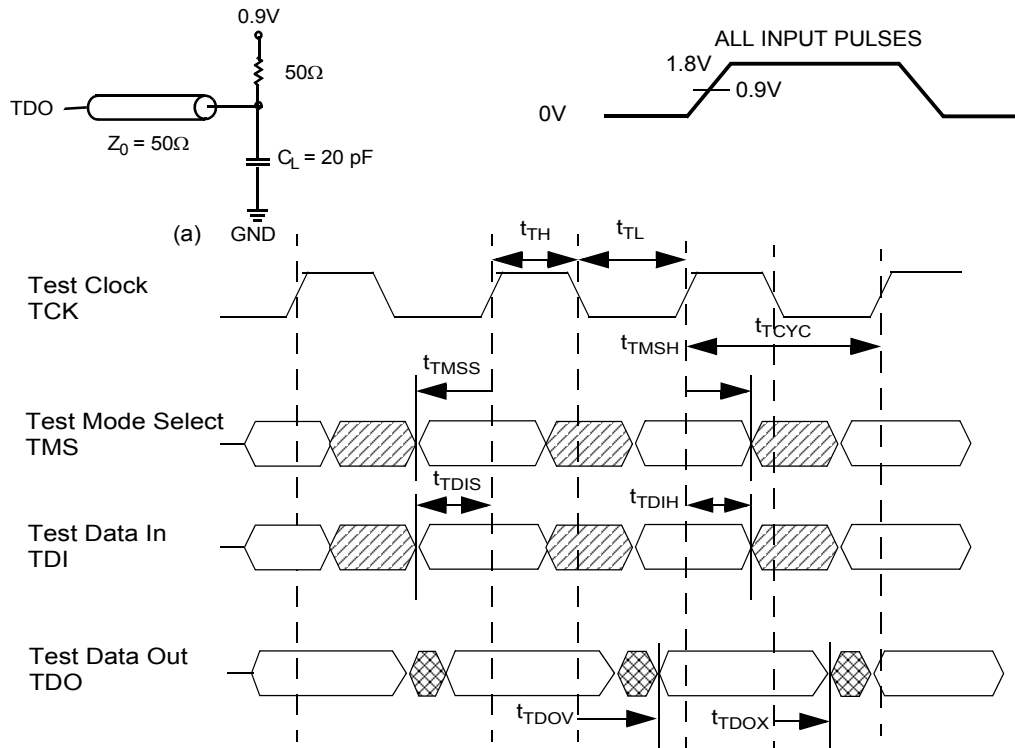 0.9V
50Ω
TDO
Z0 = 50Ω
CL = 20 pF
(a)
GND
ALL INPUT PULSES
1.8V
0.9V
0V
tTH
tTL
Test Clock
TCK
tTCYC
tTMSH
tTMSS
Test Mode Select
TMS
tTDIS
tTDIH
Test Data In
TDI
Test Data Out
TDO
tTDOV
tTDOX